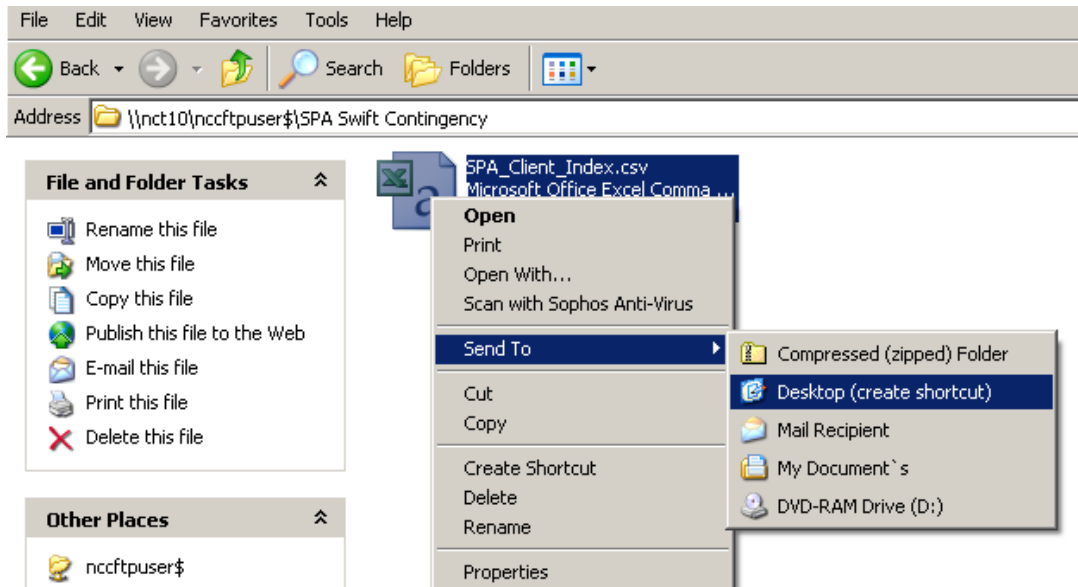 File Edit View Favorites Tools Help
Back Search Folders
Address \\nct10\nccftpuser$\SPA Swift Contingency
File and Folder Tasks
Rename this file
Move this file
Copy this file
Publish this file to the Web
E-mail this file
Print this file
Delete this file
Other Places
nccftpuser$
SPA_Client_Index.csv
Microsoft Office Excel Comma ...
Open
Print
Open With...
Scan with Sophos Anti-Virus
Send To
Cut
Copy
Create Shortcut
Delete
Rename
Properties
Compressed (zipped) Folder
Desktop (create shortcut)
Mail Recipient
My Document`s
DVD-RAM Drive (D:)